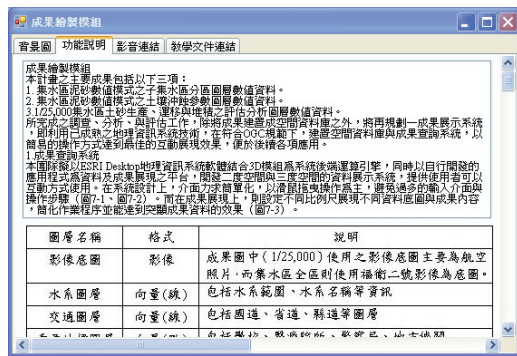 成果繪製模組
背景圖 功能說明 影音連結 教學文件連結
成果繪製模組
本計畫之主要成果包括以下三項：
1. 集水區泥砂數值模式之子集水區分區圖層數值資料。
2. 集水區泥砂數值模式之土壤沖蝕參數圖層數值資料。
3.1/25,000集水區土砂生產、運移與堆積之評估分析圖層數值資料。
所完成之調查、分析、與評估工作，除將成果建置成空間資料庫之外，將再規劃一成果展示系統
，即利用已成熟之地理資訊系統技術，在符合OGC規範下，建置空間資料庫與成果查詢系統，以
簡易的操作方式達到最佳的互動展現效果，便於後續各項應用。
1.成果查詢系統
本團隊擬以ESRI Desktop地理資訊系統軟體結合3D模組為系統後端運算引擎，同時以自行開發的
應用程式為資料及成果展現之平台，開發二度空間與三度空間的資料展示系統，提供使用者可以
互動方式使用。在系統設計上，介面力求簡單化，以滑鼠拖曳操作為主，避免過多的輸入介面與
操作步驟（圖7-1、圖7-2）。而在成果展現上，則設定不同比例尺展現不同資料底圖與成果內容
，簡化作業程序並能達到突顯成果資料的效果（圖7-3）。
圖層名稱 格式 說明
影像底圖 影像 成果圖中（1/25,000）使用之影像底圖主要為航空
照片，而集水區全區則使用福衛二號影像為底圖。
水系圖層 向量(線) 包括水系範圍、水系名稱等資訊
交通圖層 向量(線) 包括國道、省道、縣道等圖層